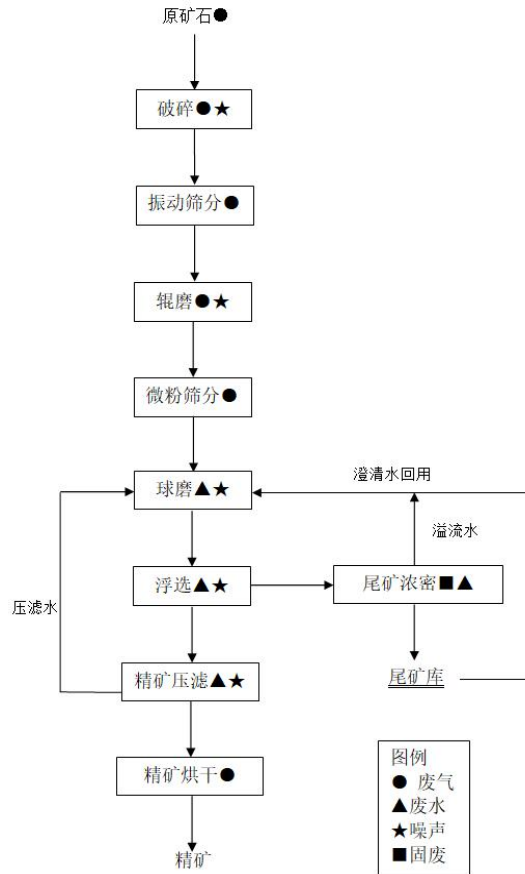 原矿石●
破碎●★
振动筛分●
辊磨●★
微粉筛分●
澄清水回用
球磨▲★
溢流水
浮选▲★
尾矿浓密■▲
压滤水
精矿压滤▲★
尾矿库
精矿烘干●
精矿
图例
● 废气
▲废水
★噪声
■固废